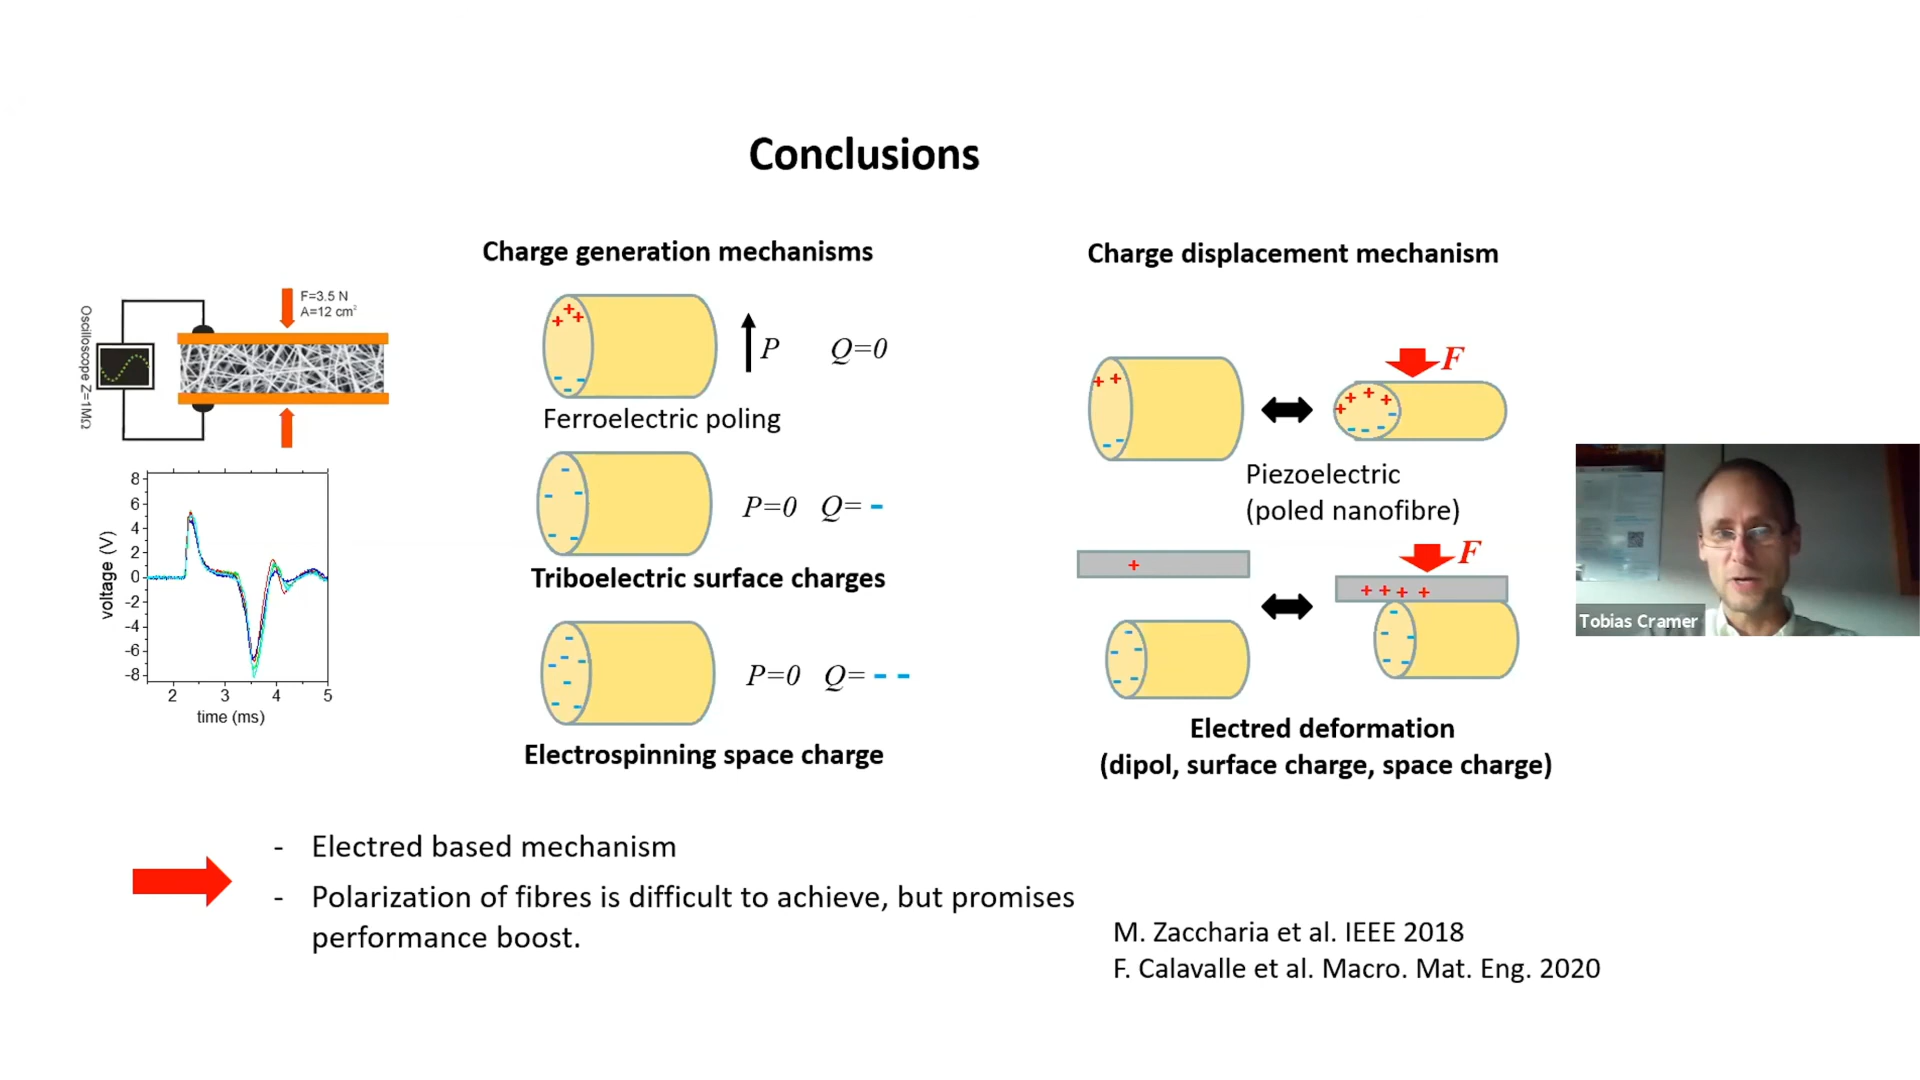 Conclusions
Charge generation mechanisms
Charge displacement mechanism
F=3.5 N
A=12 cm²
Oscilloscope Z=1MΩ
P Q=0
Ferroelectric poling
P=0 Q= -
Triboelectric surface charges
P=0 Q= - -
Electrospinning space charge
F
Piezoelectric
(poled nanofibre)
F
Electred deformation
(dipol, surface charge, space charge)
8
6
4
2
0
-2
-4
-6
-8
voltage (V)
2 3 4 5
time (ms)
Tobias Cramer
- Electred based mechanism
- Polarization of fibres is difficult to achieve, but promises
performance boost.
M. Zaccharia et al. IEEE 2018
F. Calavalle et al. Macro. Mat. Eng. 2020